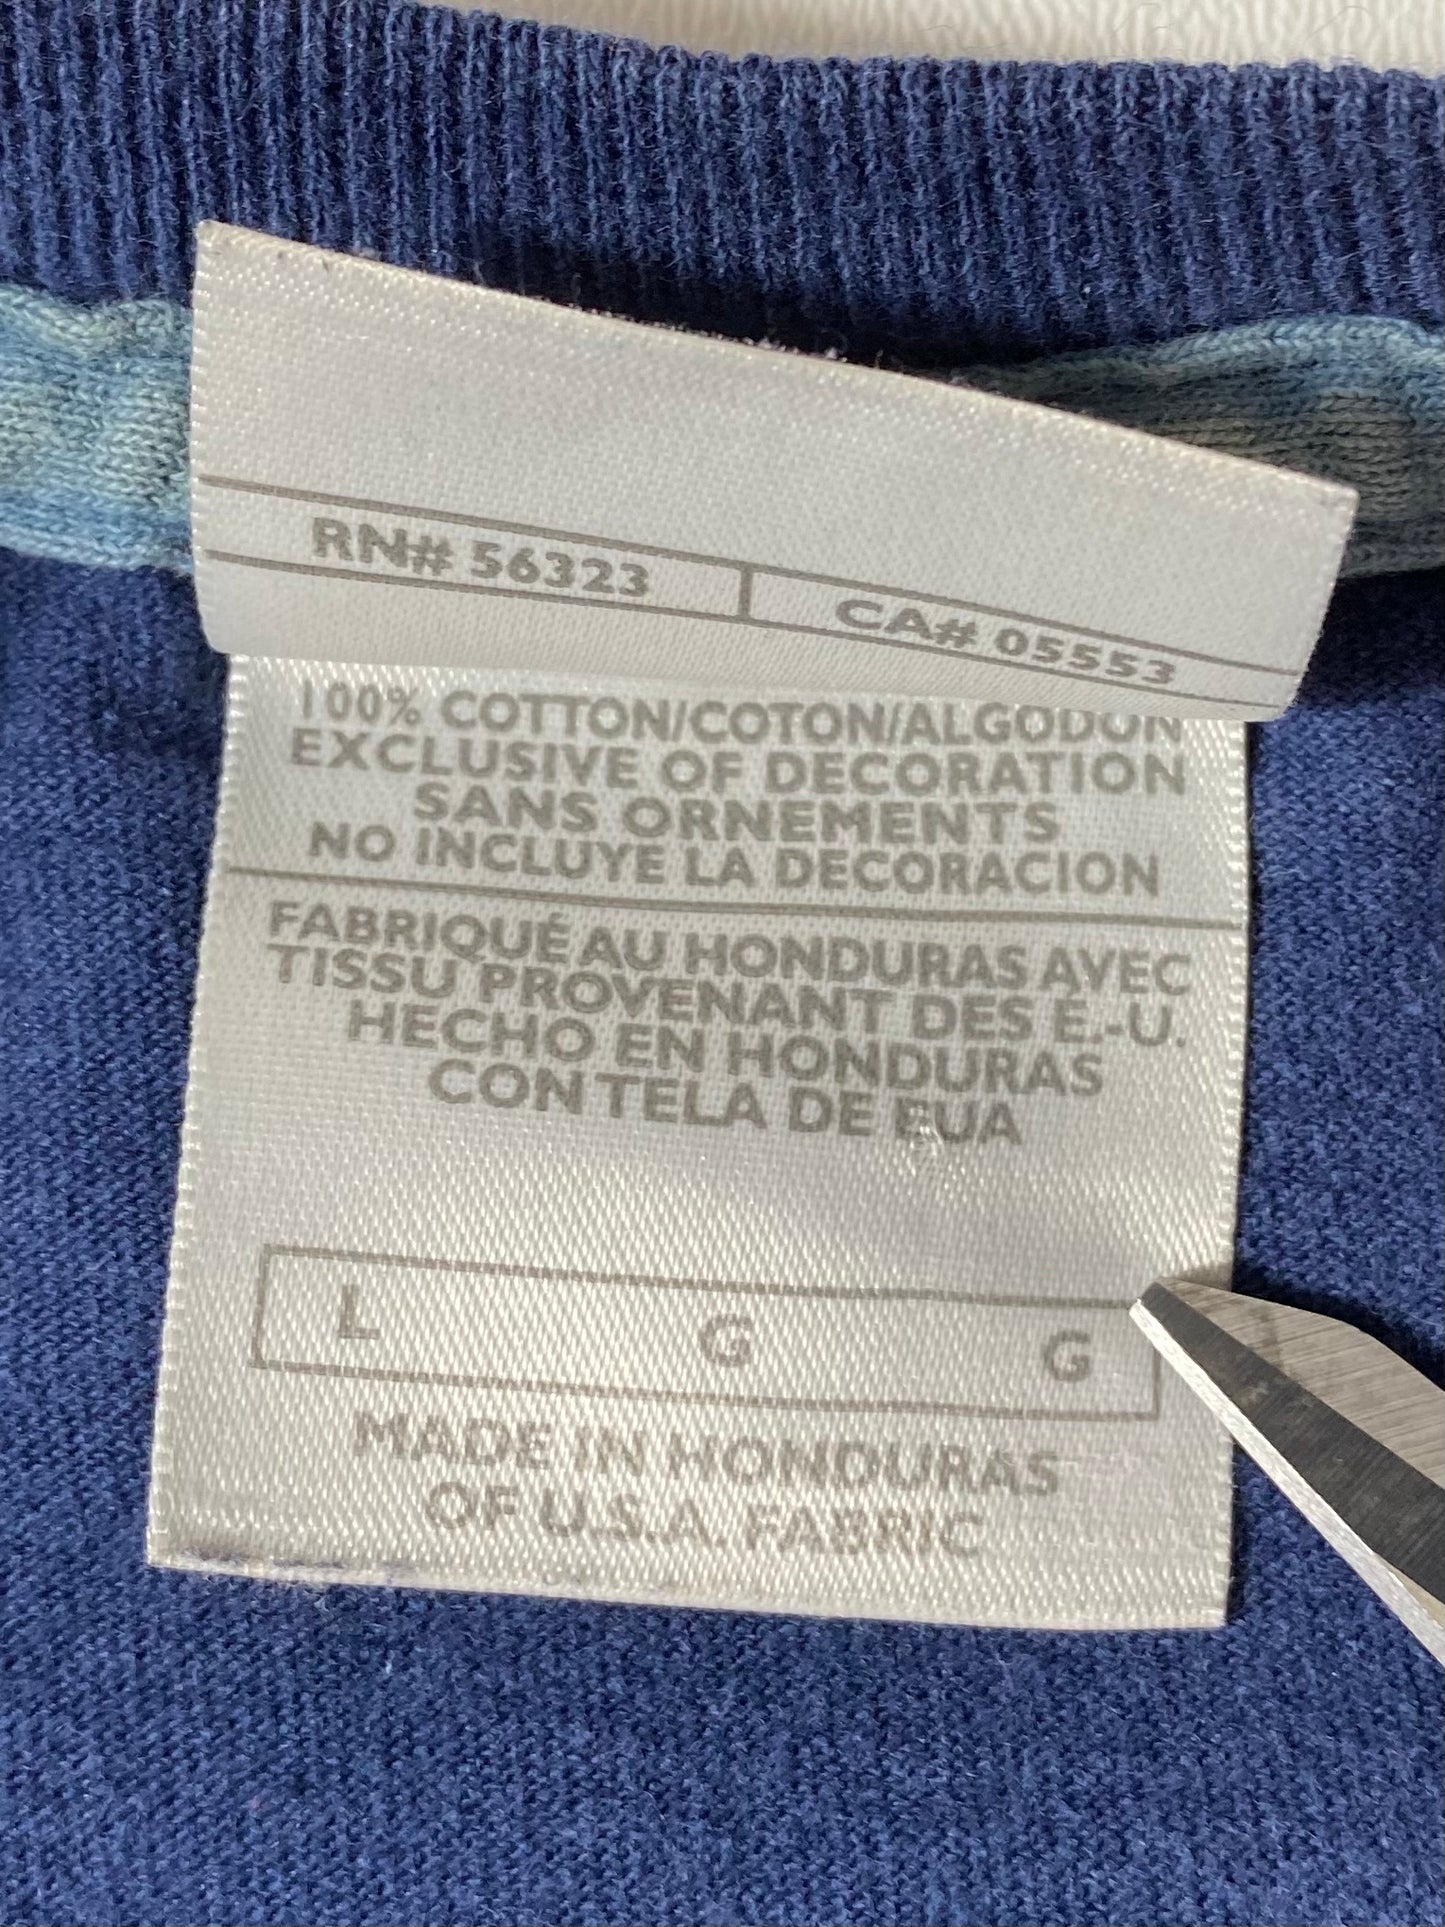 RN# 56323 CA# 05553
100% COTTON/COTON/ALGODON
EXCLUSIVE OF DECORATION
SANS ORNEMENTS
NO INCLUYE LA DECORACION
FABRIQUÉ AU HONDURAS AVEC
TISSU PROVENANT DES É.-U.
HECHO EN HONDURAS
CON TELA DE EUA
L G G
MADE IN HONDURAS
OF U.S.A. FABRIC